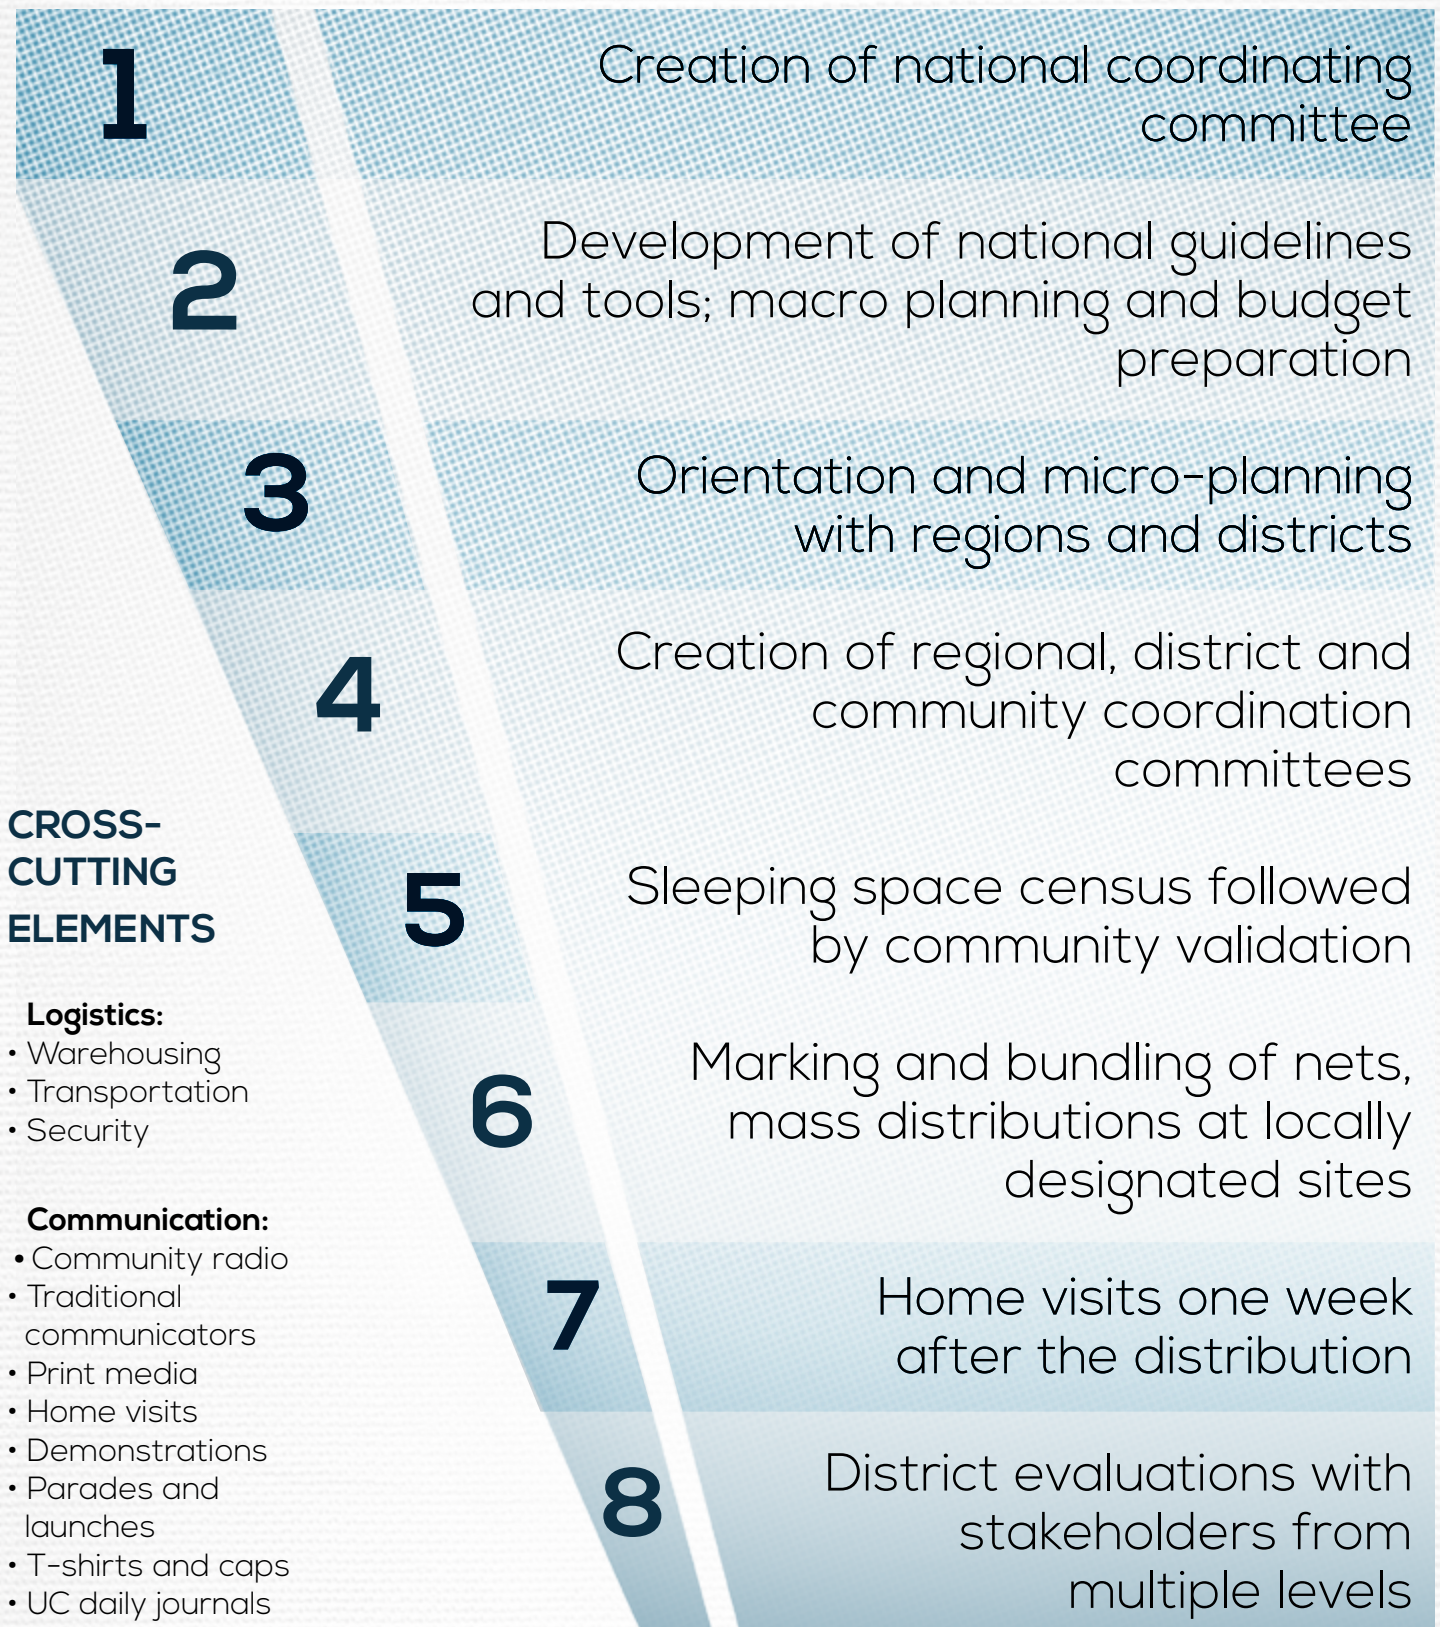 1
Creation of national coordinating
committee
2
Development of national guidelines
and tools; macro planning and budget
preparation
3
Orientation and micro-planning
with regions and districts
4
Creation of regional, district and
community coordination
committees
5
Sleeping space census followed
by community validation
6
Marking and bundling of nets,
mass distributions at locally
designated sites
7
Home visits one week
after the distribution
8
District evaluations with
stakeholders from
multiple levels
CROSS-
CUTTING
ELEMENTS
Logistics:
• Warehousing
• Transportation
• Security
Communication:
• Community radio
• Traditional
communicators
• Print media
• Home visits
• Demonstrations
• Parades and
launches
• T-shirts and caps
• UC daily journals